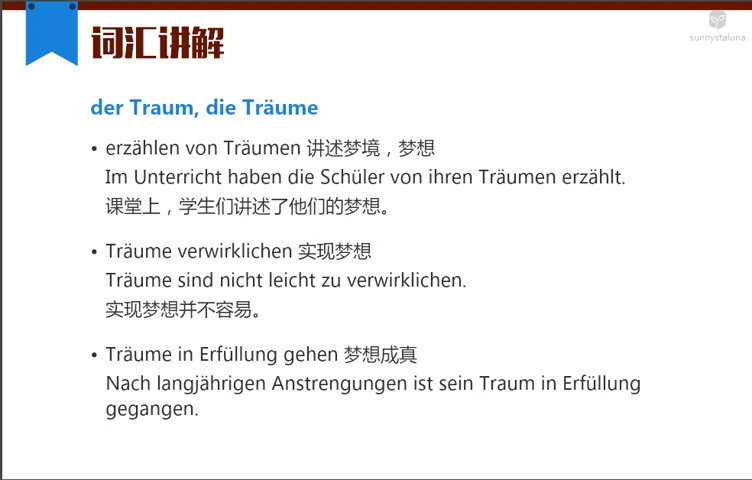 词汇讲解
sunnystaluna
der Traum, die Träume
• erzählen von Träumen 讲述梦境，梦想
Im Unterricht haben die Schüler von ihren Träumen erzählt.
课堂上，学生们讲述了他们的梦想。
• Träume verwirklichen 实现梦想
Träume sind nicht leicht zu verwirklichen.
实现梦想并不容易。
• Träume in Erfüllung gehen 梦想成真
Nach langjährigen Anstrengungen ist sein Traum in Erfüllung
gegangen.